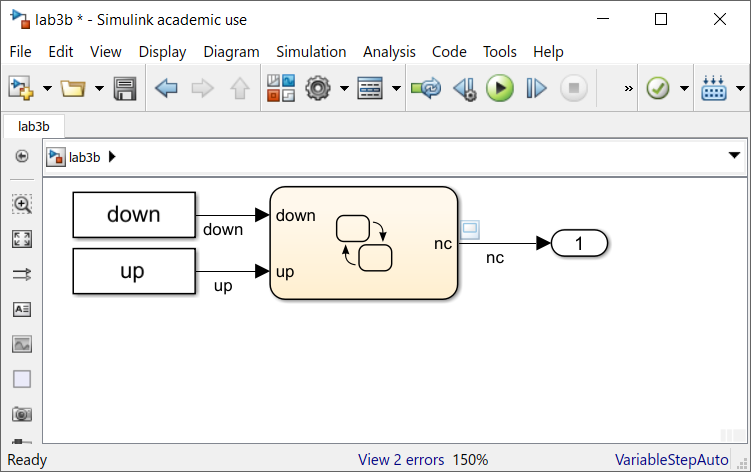 lab3b * - Simulink academic use
File Edit View Display Diagram Simulation Analysis Code Tools Help
»
lab3b
lab3b
down
down
down
up
up
up
nc
nc
1
Ready
View 2 errors 150%
VariableStepAuto